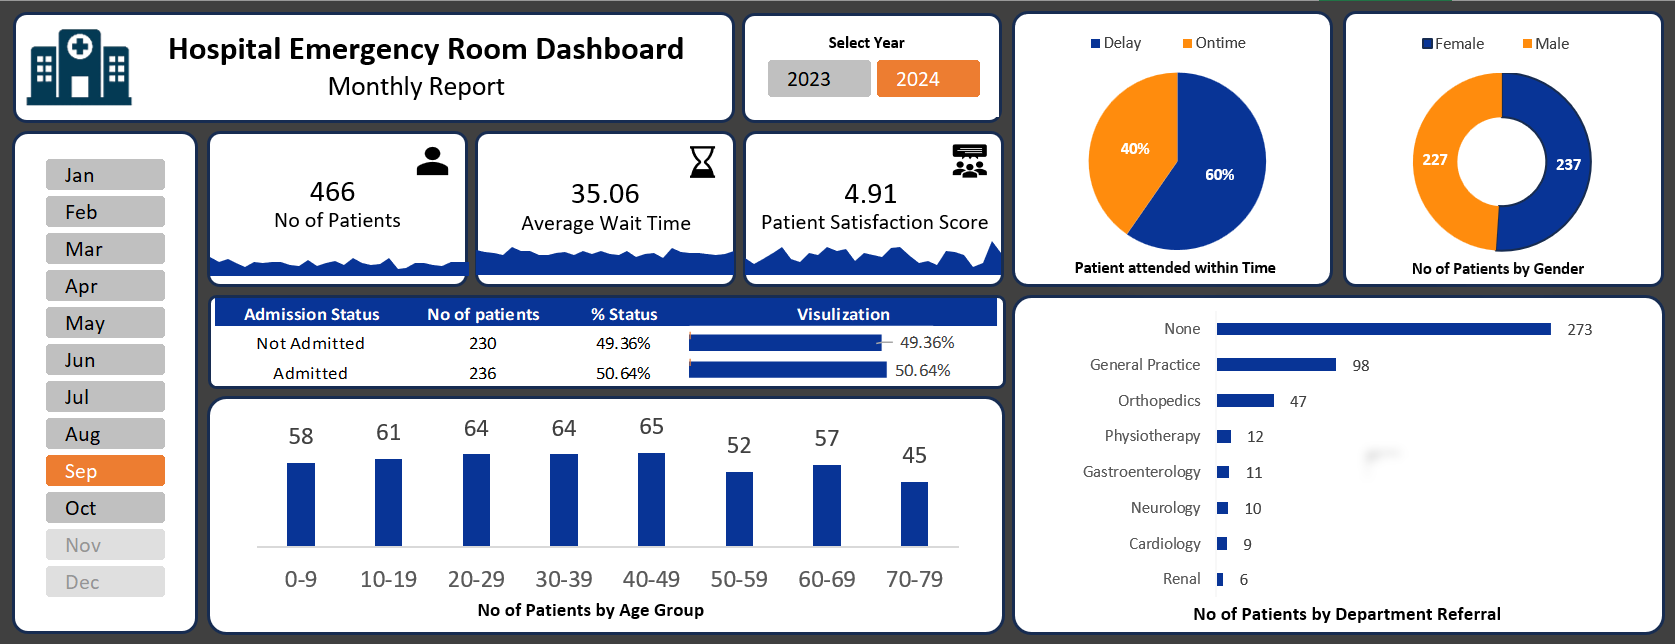 Hospital Emergency Room Dashboard
Monthly Report
Select Year
2023 2024
Jan
Feb
Mar
Apr
May
Jun
Jul
Aug
Sep
Oct
Nov
Dec
466
No of Patients
35.06
Average Wait Time
4.91
Patient Satisfaction Score
Delay Ontime
40% 60%
Patient attended within Time
Female Male
227 237
No of Patients by Gender
Admission Status No of patients % Status Visulization
Not Admitted 230 49.36% 49.36%
Admitted 236 50.64% 50.64%
58 61 64 64 65 52 57 45
0-9 10-19 20-29 30-39 40-49 50-59 60-69 70-79
No of Patients by Age Group
None 273
General Practice 98
Orthopedics 47
Physiotherapy 12
Gastroenterology 11
Neurology 10
Cardiology 9
Renal 6
No of Patients by Department Referral